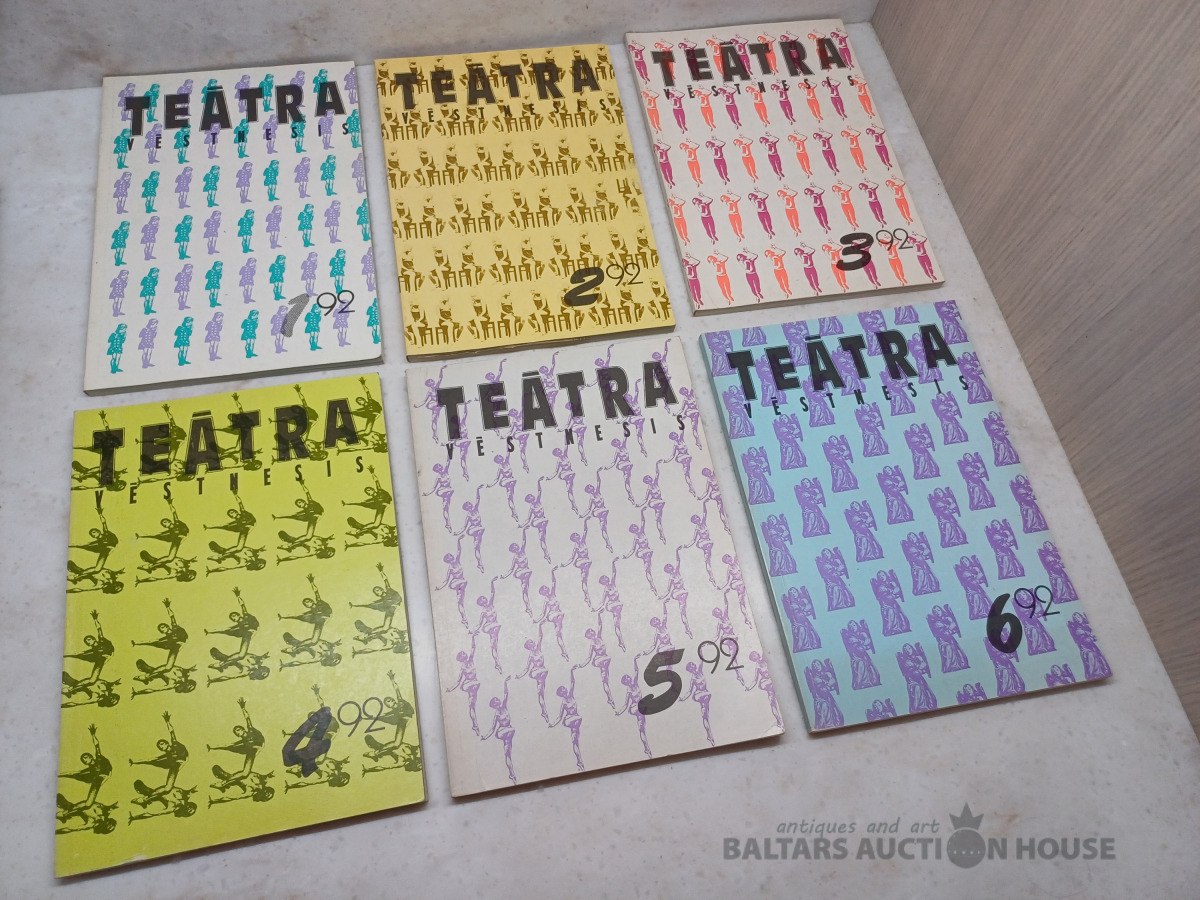 TEĀTRA
VĒSTNESIS
1 92
TEĀTRA
VĒSTNESIS
2 92
TEĀTRA
VĒSTNESIS
3 92
TEĀTRA
VĒSTNESIS
4 92
TEĀTRA
VĒSTNESIS
5 92
TEĀTRA
VĒSTNESIS
6 92
antiques and art
BALTARS AUCTION HOUSE